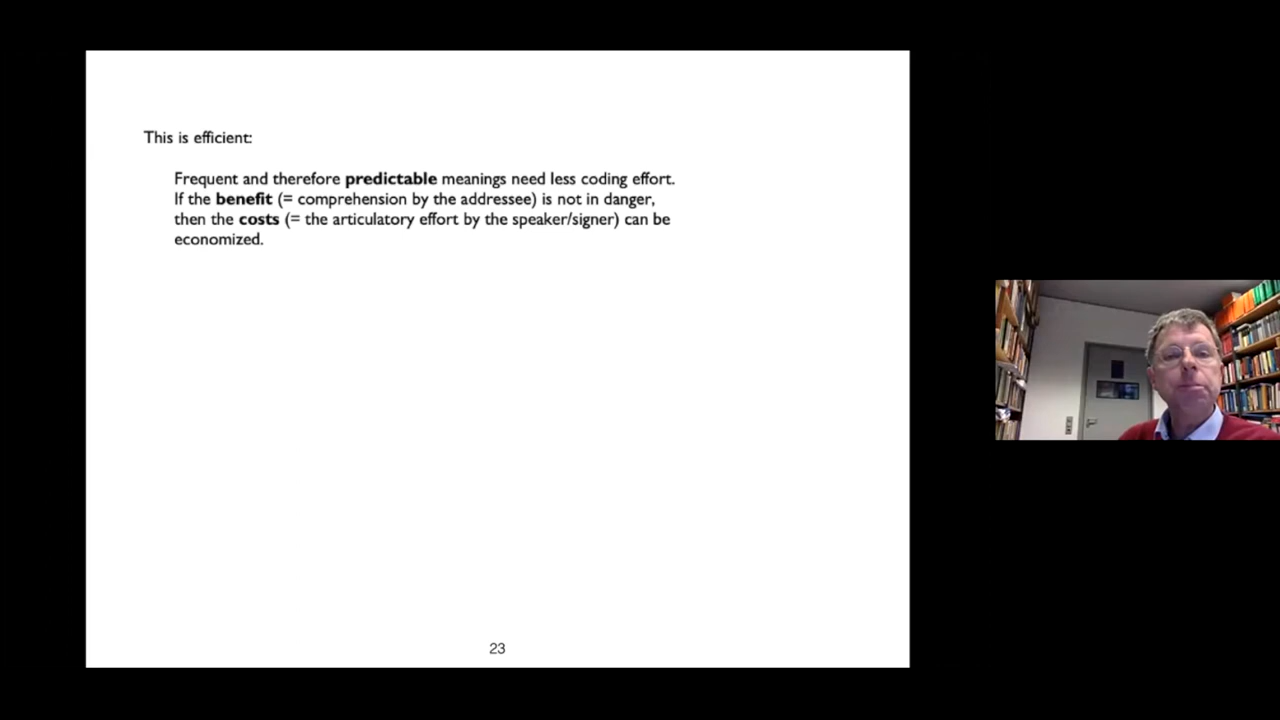 This is efficient:
Frequent and therefore predictable meanings need less coding effort.
If the benefit (= comprehension by the addressee) is not in danger,
then the costs (= the articulatory effort by the speaker/signer) can be
economized.
23